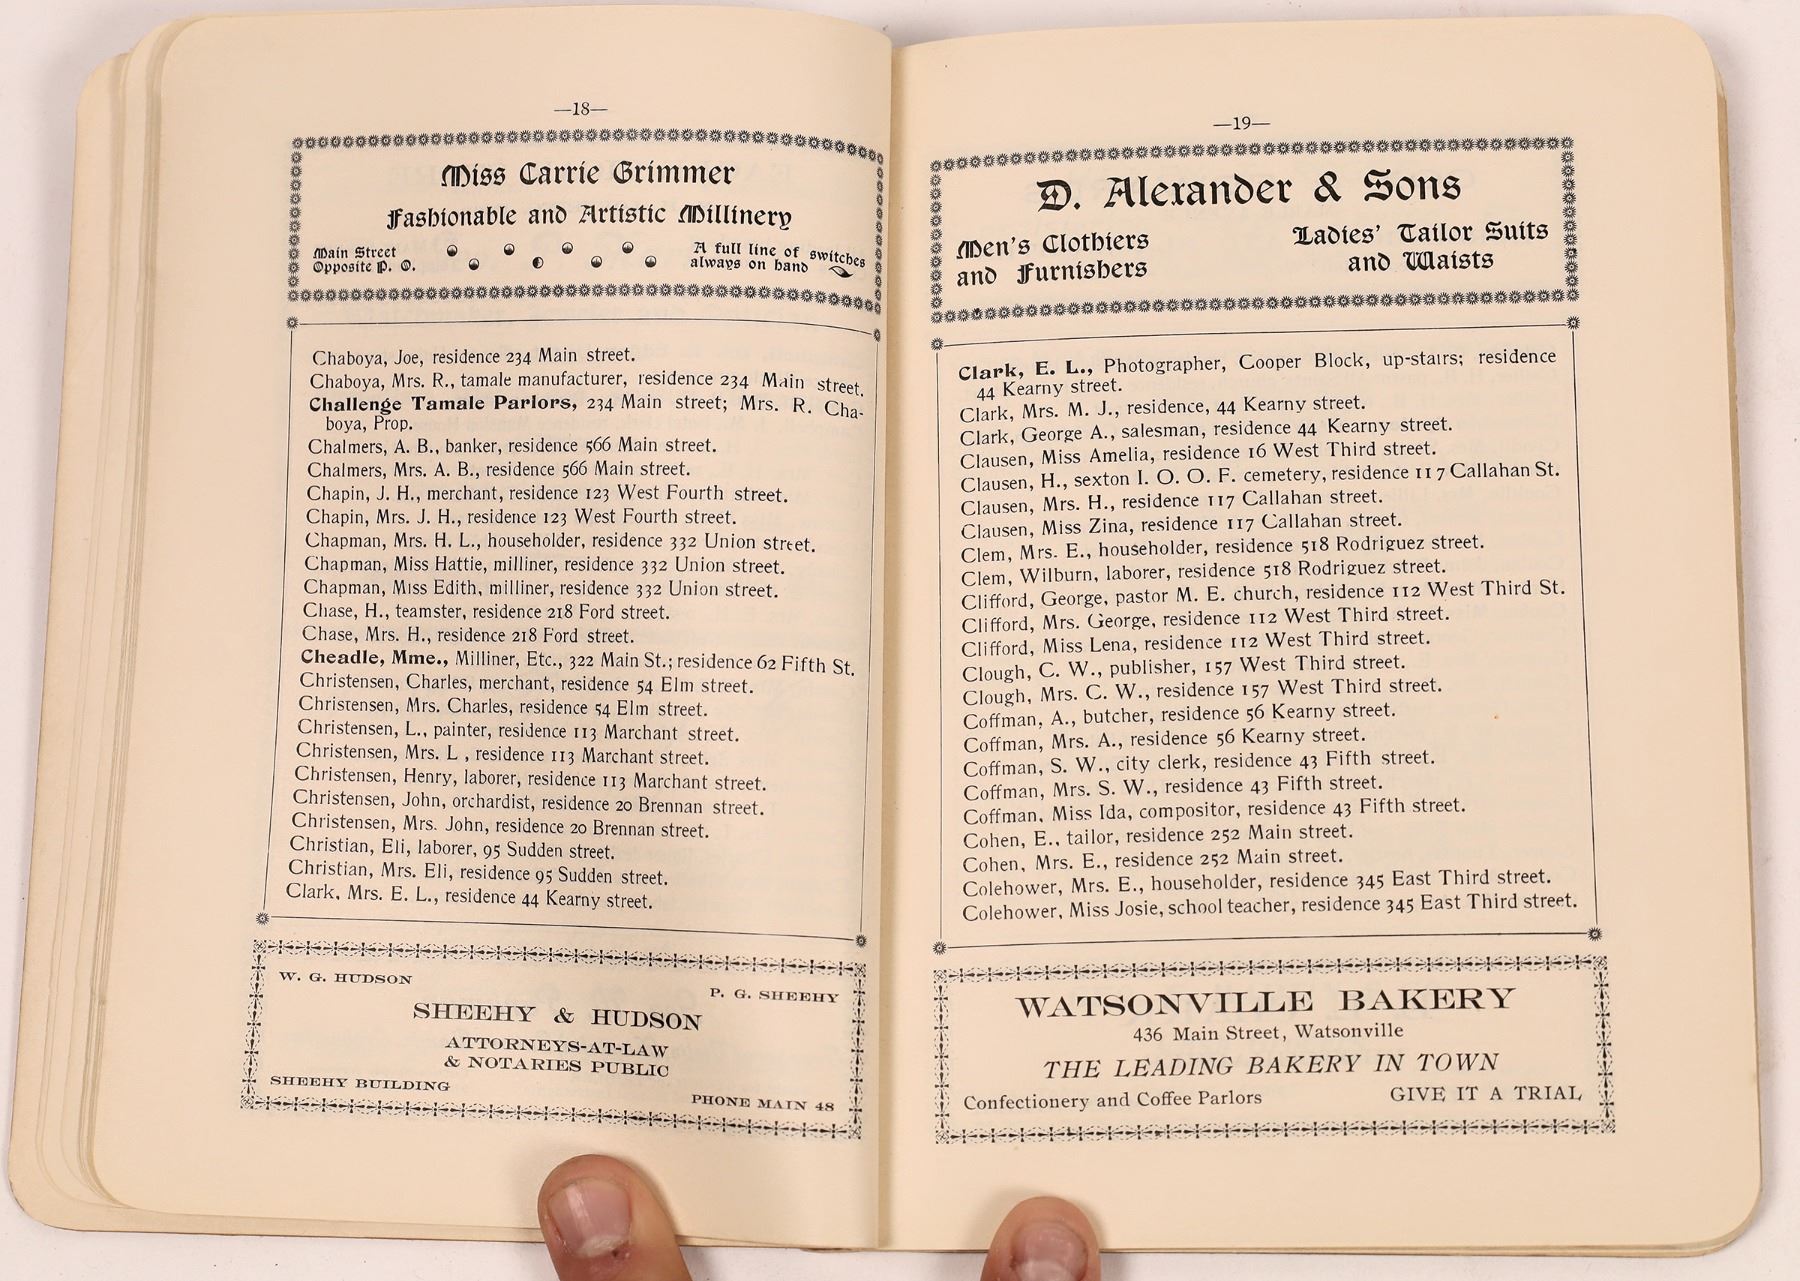 —18—
Miss Carrie Grimmer
Fashionable and Artistic Millinery
Main Street
Opposite P. O.
A full line of switches
always on hand
Chaboya, Joe, residence 234 Main street.
Chaboya, Mrs. R., tamale manufacturer, residence 234 Main street.
Challenge Tamale Parlors, 234 Main street; Mrs. R. Cha-
boya, Prop.
Chalmers, A. B., banker, residence 566 Main street.
Chalmers, Mrs. A. B., residence 566 Main street.
Chapin, J. H., merchant, residence 123 West Fourth street.
Chapin, Mrs. J. H., residence 123 West Fourth street.
Chapman, Mrs. H. L., householder, residence 332 Union street.
Chapman, Miss Hattie, milliner, residence 332 Union street.
Chapman, Miss Edith, milliner, residence 332 Union street.
Chase, H., teamster, residence 218 Ford street.
Chase, Mrs. H., residence 218 Ford street.
Cheadle, Mme., Milliner, Etc., 322 Main St.; residence 62 Fifth St.
Christensen, Charles, merchant, residence 54 Elm street.
Christensen, Mrs. Charles, residence 54 Elm street.
Christensen, L., painter, residence 113 Marchant street.
Christensen, Mrs. L , residence 113 Marchant street.
Christensen, Henry, laborer, residence 113 Marchant street.
Christensen, John, orchardist, residence 20 Brennan street.
Christensen, Mrs. John, residence 20 Brennan street.
Christian, Eli, laborer, 95 Sudden street.
Christian, Mrs. Eli, residence 95 Sudden street.
Clark, Mrs. E. L., residence 44 Kearny street.
W. G. HUDSON
P. G. SHEEHY
SHEEHY & HUDSON
ATTORNEYS-AT-LAW
& NOTARIES PUBLIC
SHEEHY BUILDING
PHONE MAIN 48
—19—
D. Alexander & Sons
Men's Clothiers
and Furnishers
Ladies' Tailor Suits
and Waists
Clark, E. L., Photographer, Cooper Block, up-stairs; residence
44 Kearny street.
Clark, Mrs. M. J., residence, 44 Kearny street.
Clark, George A., salesman, residence 44 Kearny street.
Clausen, Miss Amelia, residence 16 West Third street.
Clausen, H., sexton I. O. O. F. cemetery, residence 117 Callahan St.
Clausen, Mrs. H., residence 117 Callahan street.
Clausen, Miss Zina, residence 117 Callahan street.
Clem, Mrs. E., householder, residence 518 Rodriguez street.
Clem, Wilburn, laborer, residence 518 Rodriguez street.
Clifford, George, pastor M. E. church, residence 112 West Third St.
Clifford, Mrs. George, residence 112 West Third street.
Clifford, Miss Lena, residence 112 West Third street.
Clough, C. W., publisher, 157 West Third street.
Clough, Mrs. C. W., residence 157 West Third street.
Coffman, A., butcher, residence 56 Kearny street.
Coffman, Mrs. A., residence 56 Kearny street.
Coffman, S. W., city clerk, residence 43 Fifth street.
Coffman, Mrs. S. W., residence 43 Fifth street.
Coffman, Miss Ida, compositor, residence 43 Fifth street.
Cohen, E., tailor, residence 252 Main street.
Cohen, Mrs. E., residence 252 Main street.
Colehower, Mrs. E., householder, residence 345 East Third street.
Colehower, Miss Josie, school teacher, residence 345 East Third street.
WATSONVILLE BAKERY
436 Main Street, Watsonville
THE LEADING BAKERY IN TOWN
Confectionery and Coffee Parlors
GIVE IT A TRIAL